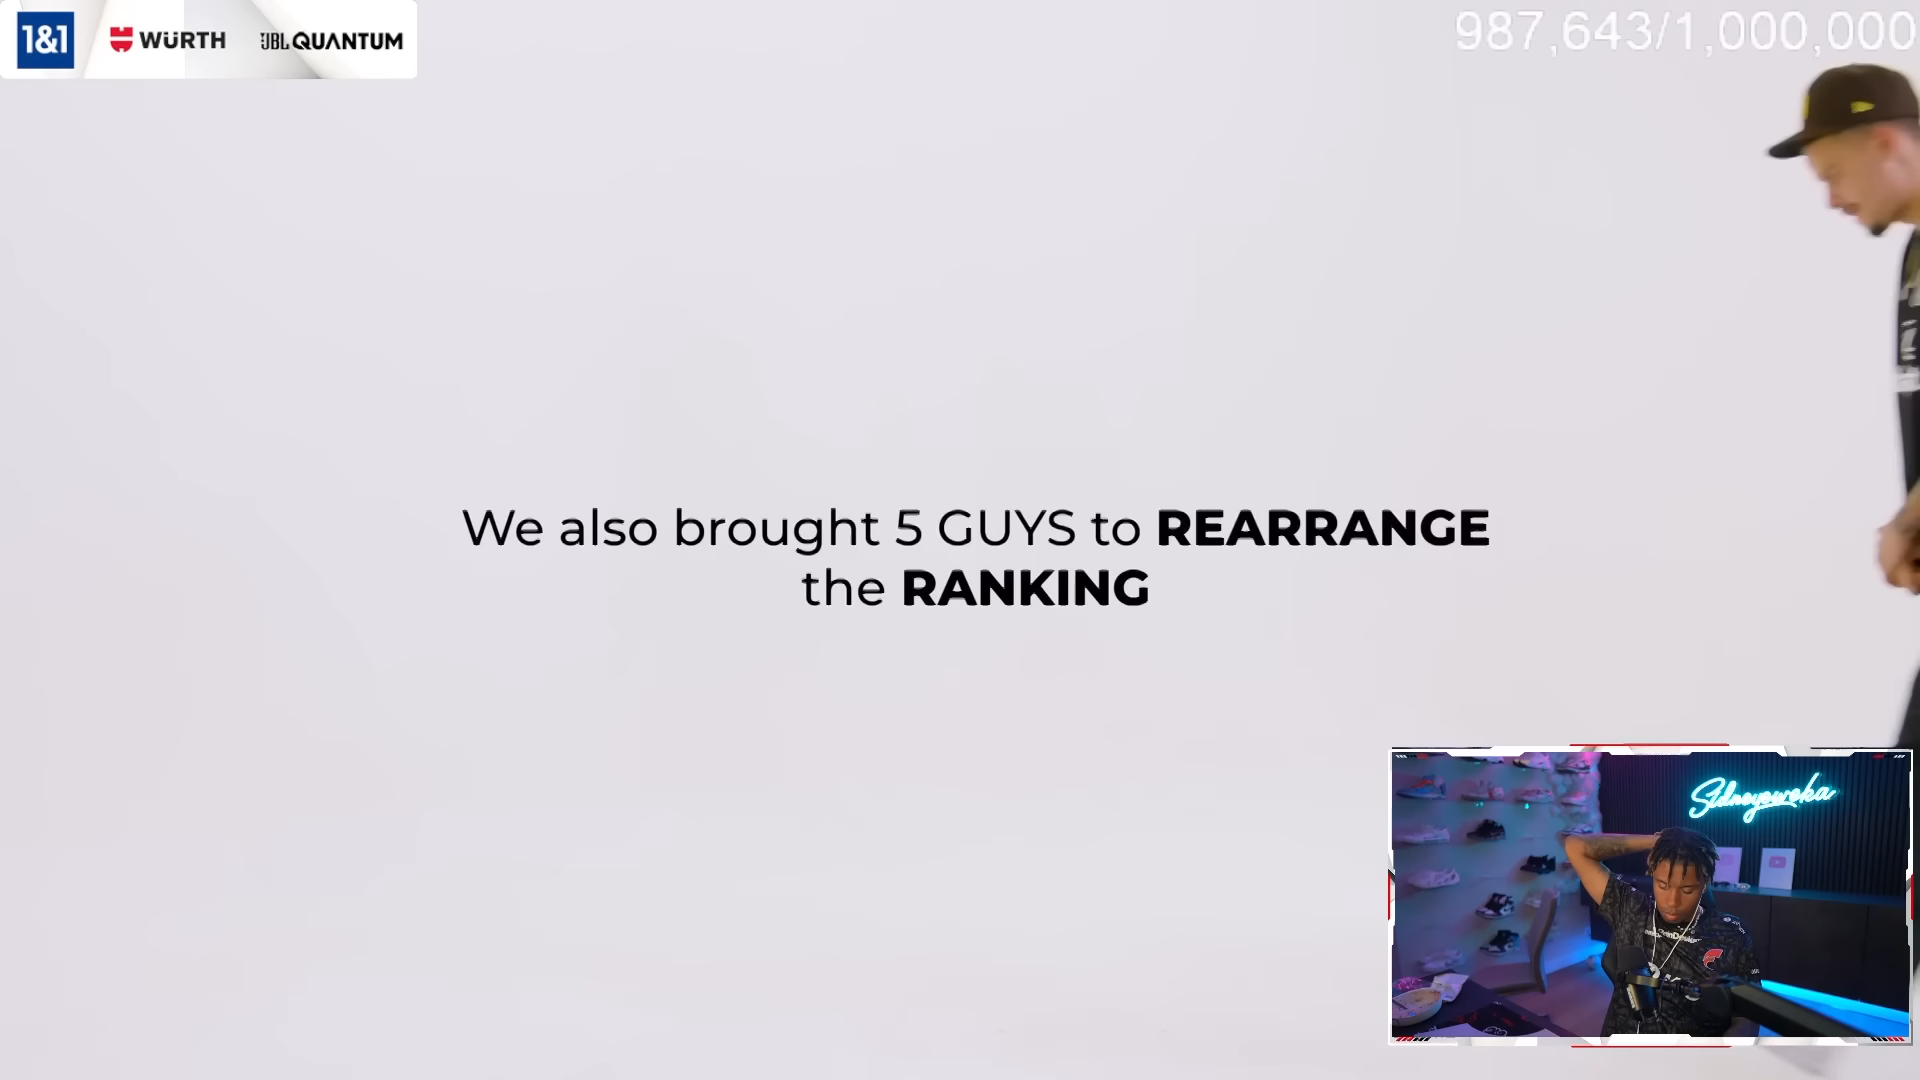 1&1 WÜRTH JBL QUANTUM
987,643/1,000,000
We also brought 5 GUYS to REARRANGE
the RANKING
Sidneyeweka